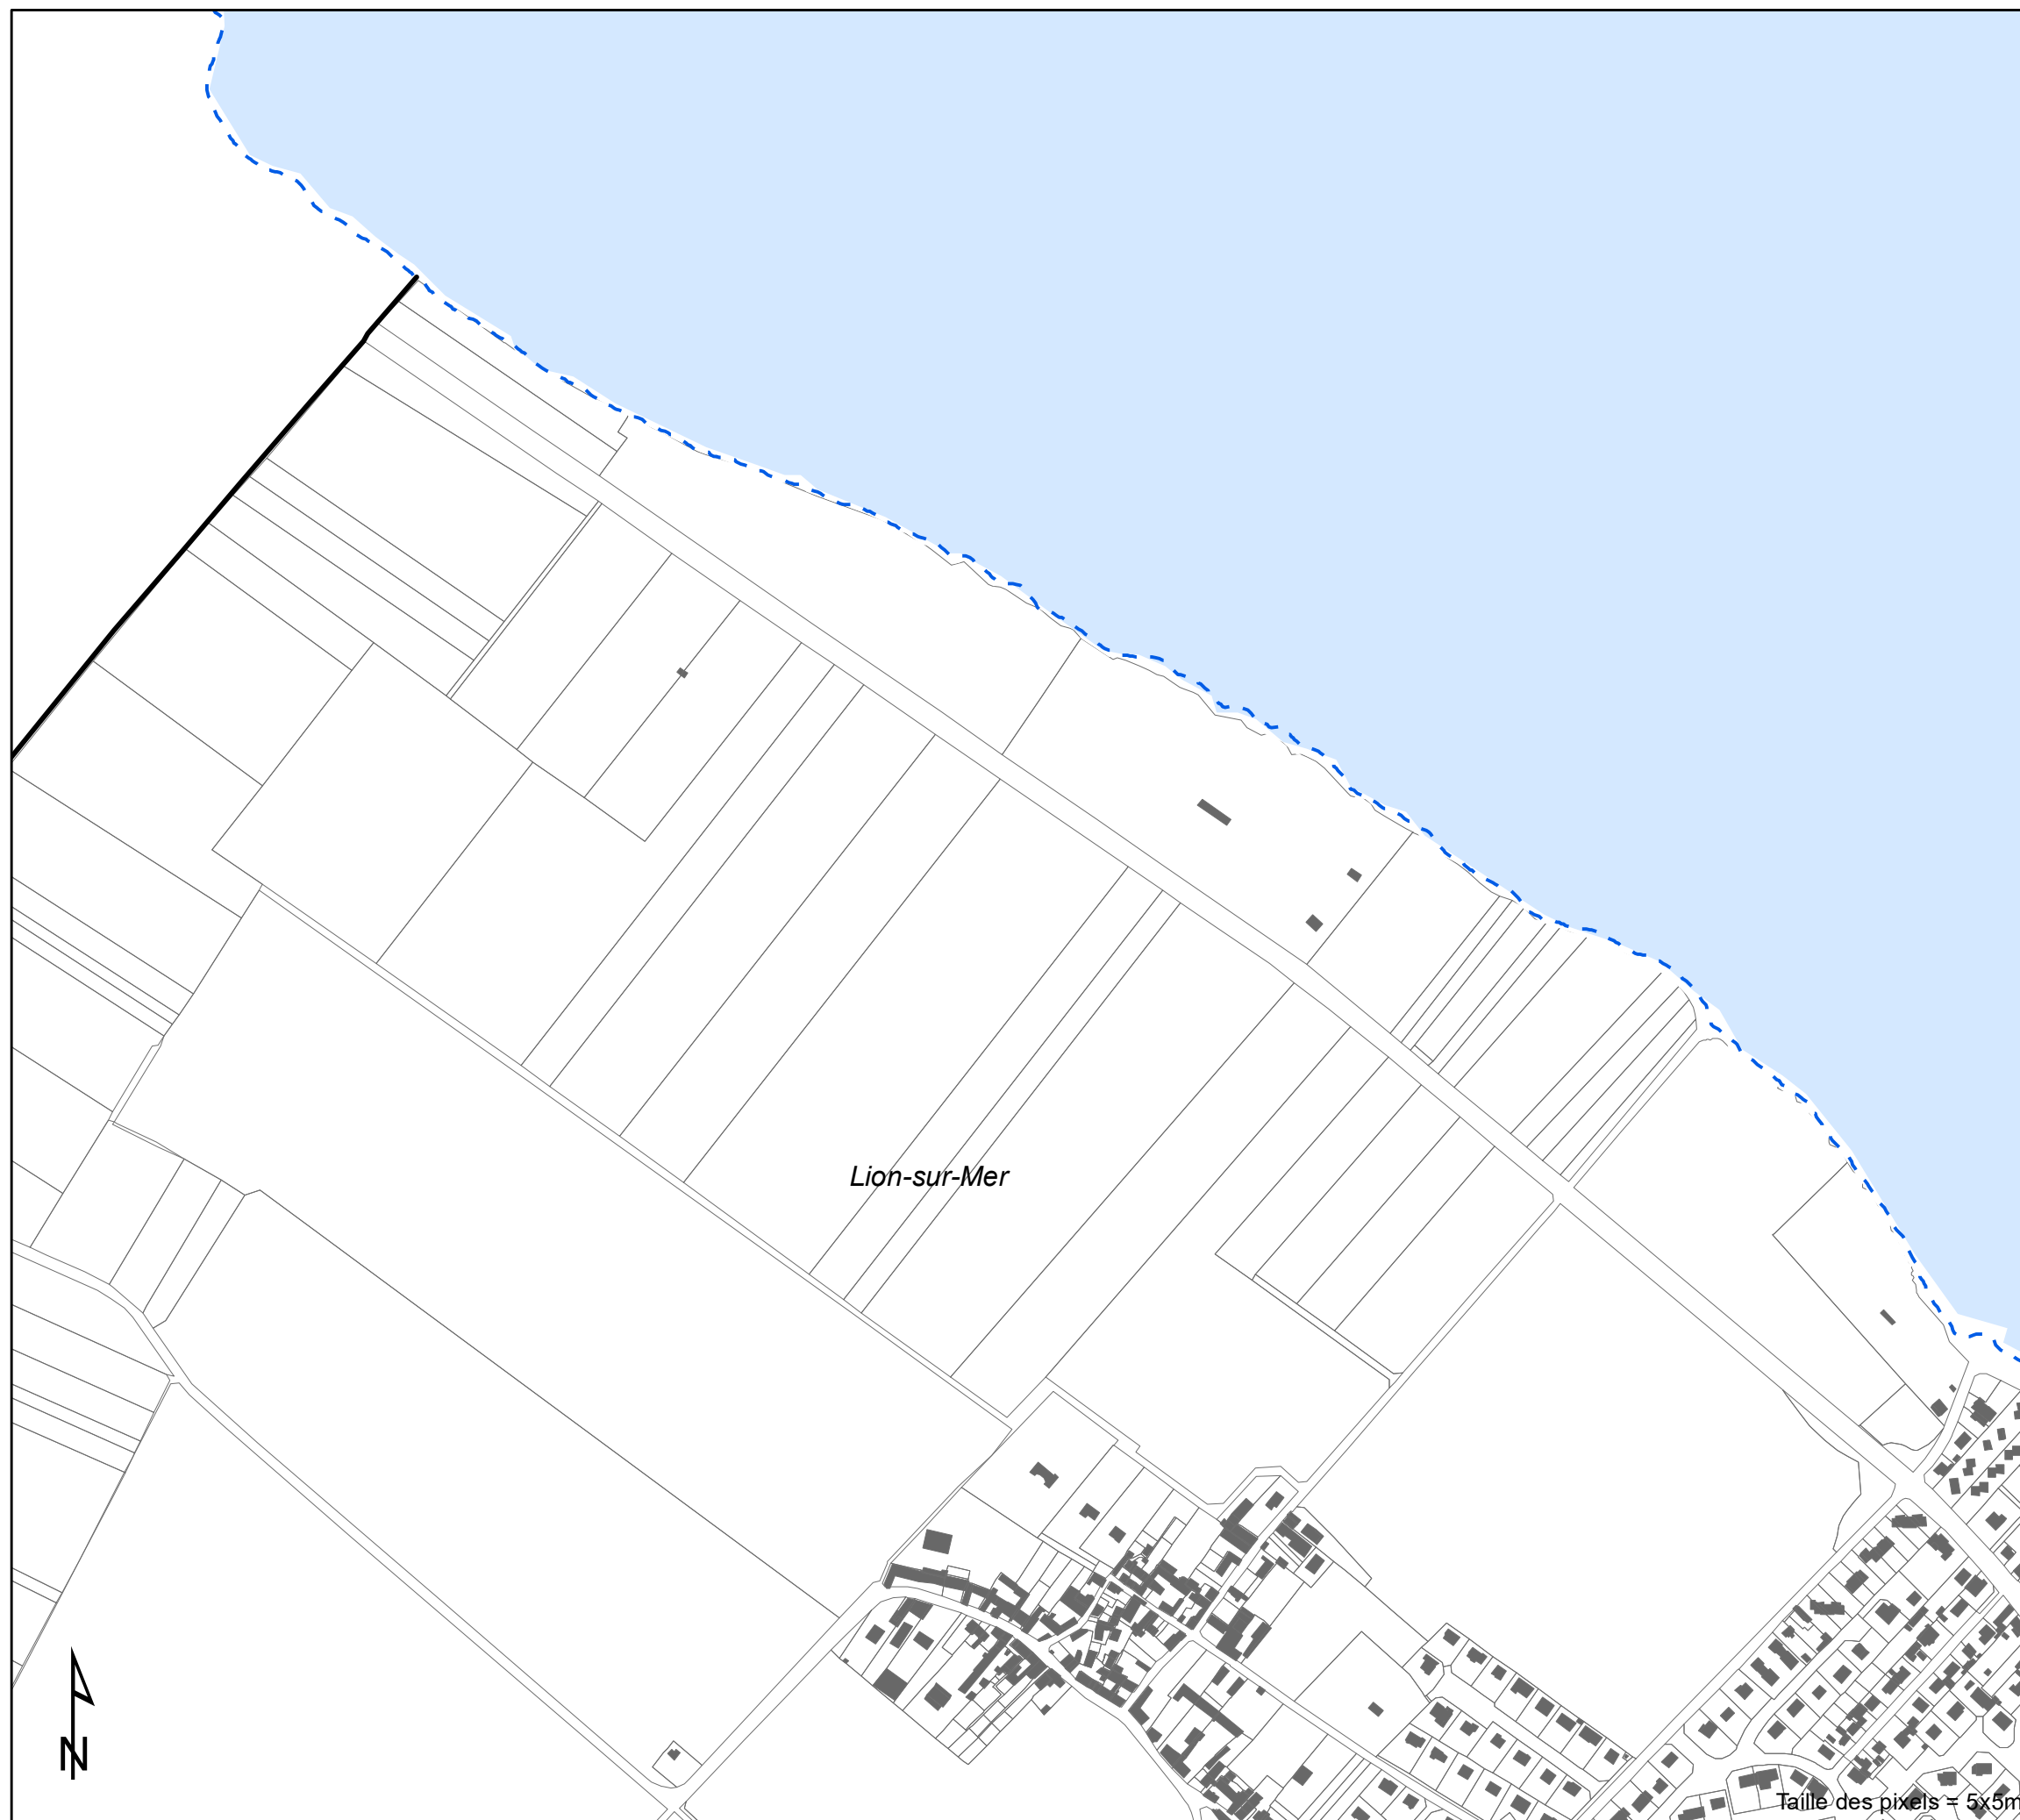 Lion-sur-Mer
N
Taille des pixels = 5x5m